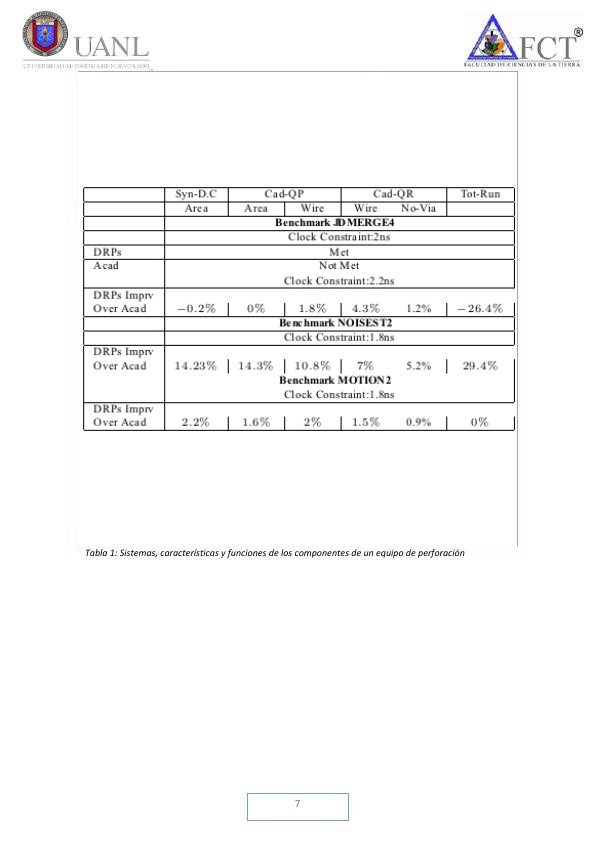 UANL
UNIVERSIDAD AUTÓNOMA DE NUEVO LEÓN
FCT®
FACULTAD DE CIENCIAS DE LA TIERRA
Syn-D.C Cad-QP Cad-QR Tot-Run
Area Area Wire Wire No-Via
Benchmark JDMERGE4
Clock Constraint:2ns
DRPs Met
Acad Not Met
Clock Constraint:2.2ns
DRPs Imprv
Over Acad −0.2% 0% 1.8% 4.3% 1.2% −26.4%
Benchmark NOISEST2
Clock Constraint:1.8ns
DRPs Imprv
Over Acad 14.23% 14.3% 10.8% 7% 5.2% 29.4%
Benchmark MOTION2
Clock Constraint:1.8ns
DRPs Imprv
Over Acad 2.2% 1.6% 2% 1.5% 0.9% 0%
Tabla 1: Sistemas, características y funciones de los componentes de un equipo de perforación
7